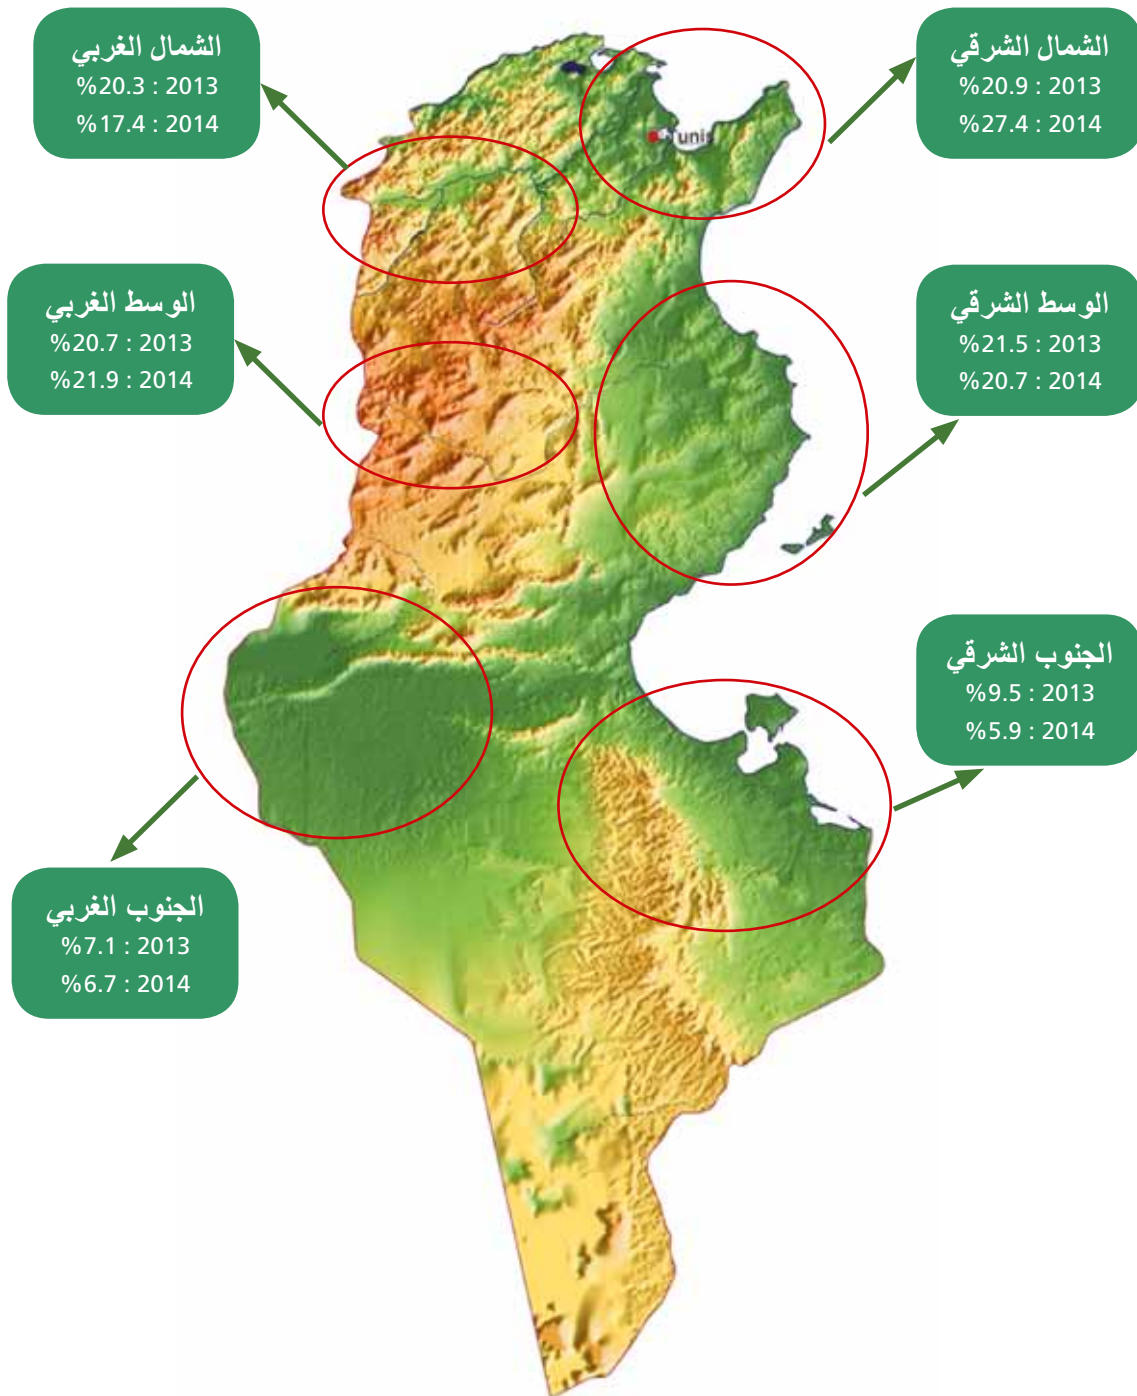 الشمال الشرقي
%20.9 : 2013
%27.4 : 2014
الشمال الغربي
%20.3 : 2013
%17.4 : 2014
Tunis
الوسط الشرقي
%21.5 : 2013
%20.7 : 2014
الوسط الغربي
%20.7 : 2013
%21.9 : 2014
الجنوب الشرقي
%9.5 : 2013
%5.9 : 2014
الجنوب الغربي
%7.1 : 2013
%6.7 : 2014